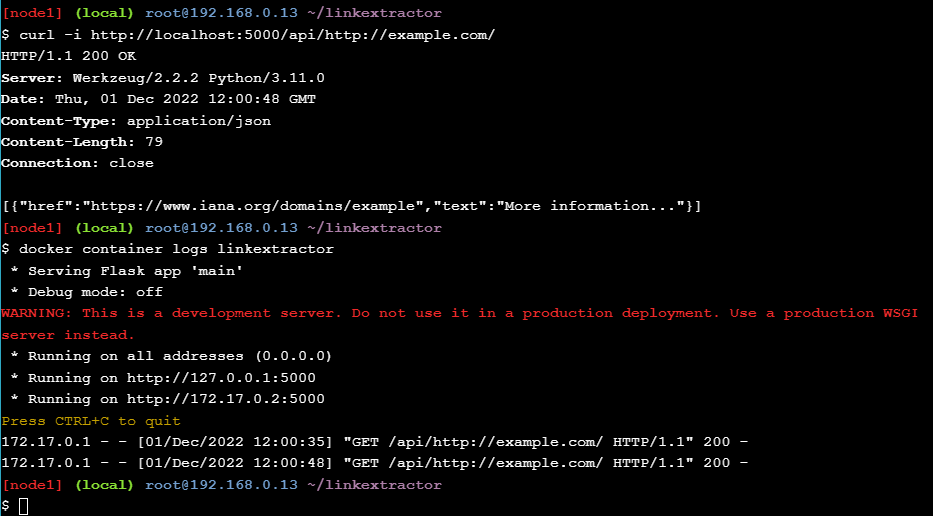 [node1] (local) root@192.168.0.13 ~/linkextractor
$ curl -i http://localhost:5000/api/http://example.com/
HTTP/1.1 200 OK
Server: Werkzeug/2.2.2 Python/3.11.0
Date: Thu, 01 Dec 2022 12:00:48 GMT
Content-Type: application/json
Content-Length: 79
Connection: close

[{"href":"https://www.iana.org/domains/example","text":"More information..."}]
[node1] (local) root@192.168.0.13 ~/linkextractor
$ docker container logs linkextractor
 * Serving Flask app 'main'
 * Debug mode: off
WARNING: This is a development server. Do not use it in a production deployment. Use a production WSGI
server instead.
 * Running on all addresses (0.0.0.0)
 * Running on http://127.0.0.1:5000
 * Running on http://172.17.0.2:5000
Press CTRL+C to quit
172.17.0.1 - - [01/Dec/2022 12:00:35] "GET /api/http://example.com/ HTTP/1.1" 200 -
172.17.0.1 - - [01/Dec/2022 12:00:48] "GET /api/http://example.com/ HTTP/1.1" 200 -
[node1] (local) root@192.168.0.13 ~/linkextractor
$